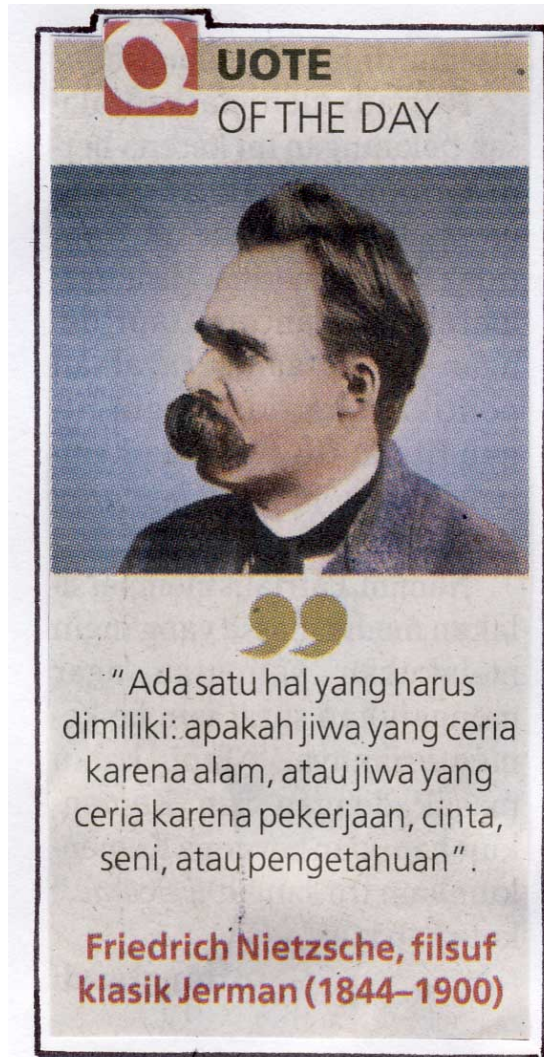 QUOTE
OF THE DAY
"Ada satu hal yang harus
dimiliki: apakah jiwa yang ceria
karena alam, atau jiwa yang
ceria karena pekerjaan, cinta,
seni, atau pengetahuan".
Friedrich Nietzsche, filsuf
klasik Jerman (1844–1900)